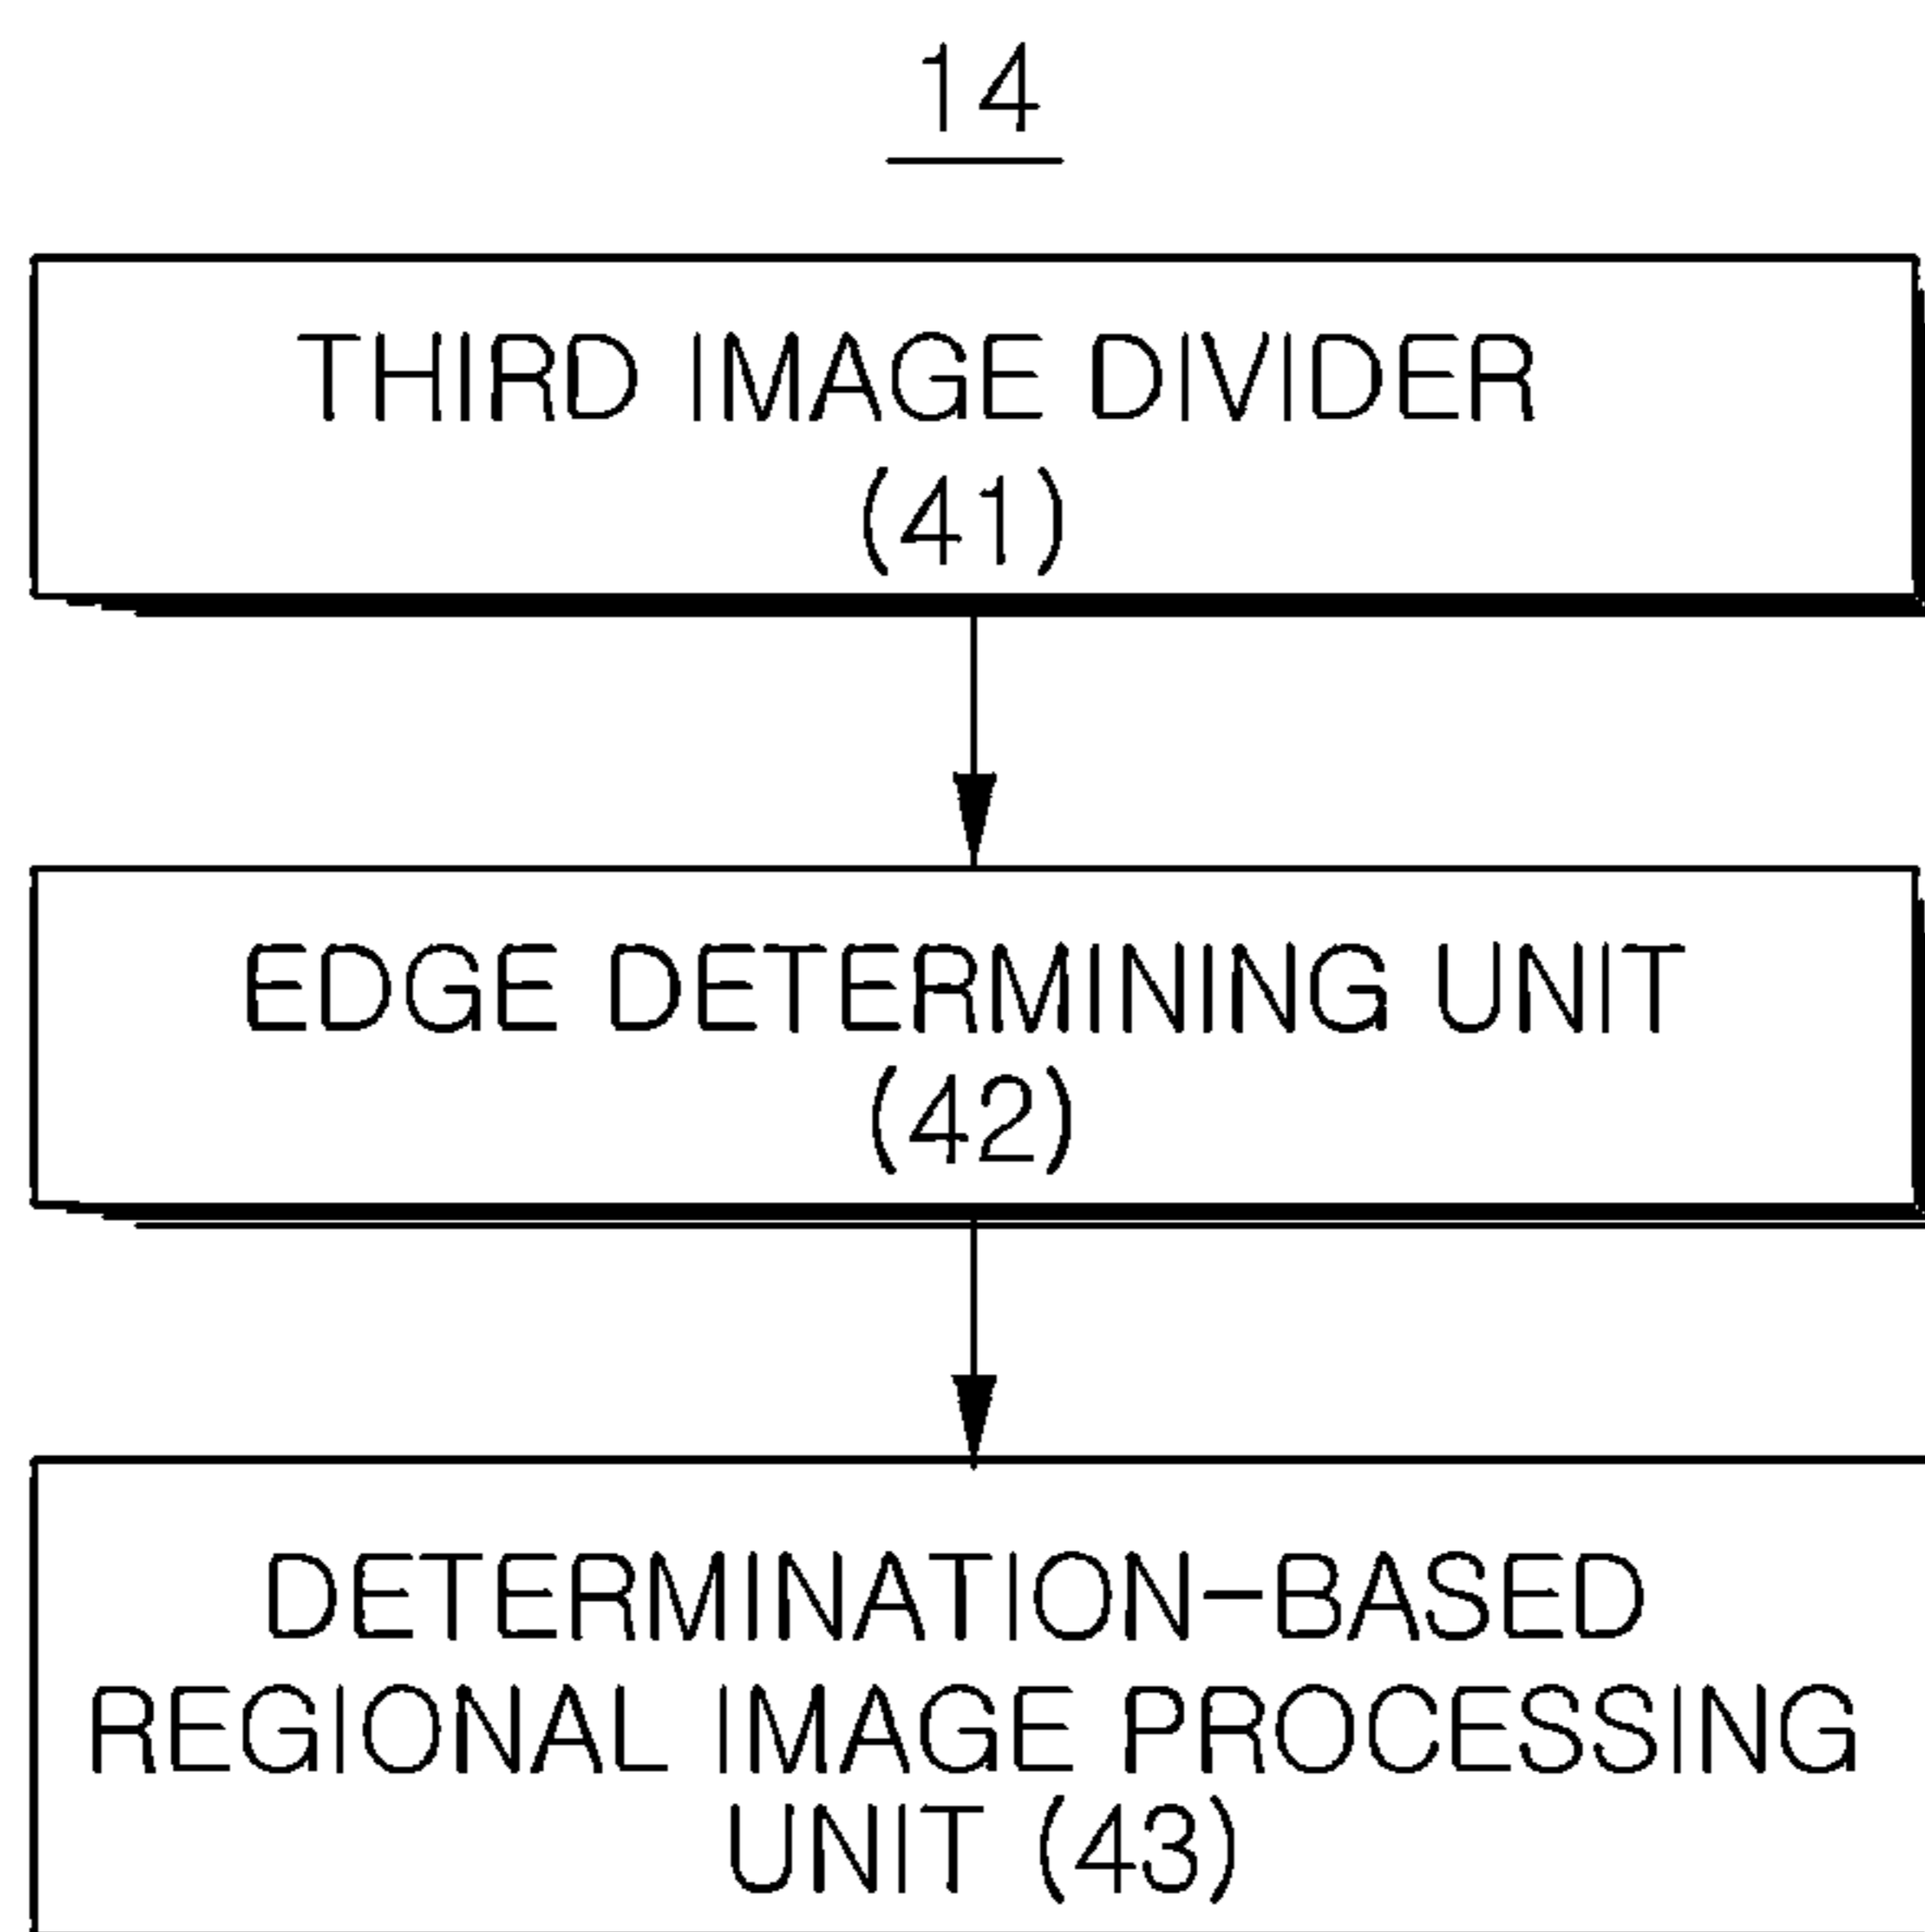 14
THIRD IMAGE DIVIDER
(41)
EDGE DETERMINING UNIT
(42)
DETERMINATION-BASED
REGIONAL IMAGE PROCESSING
UNIT (43)